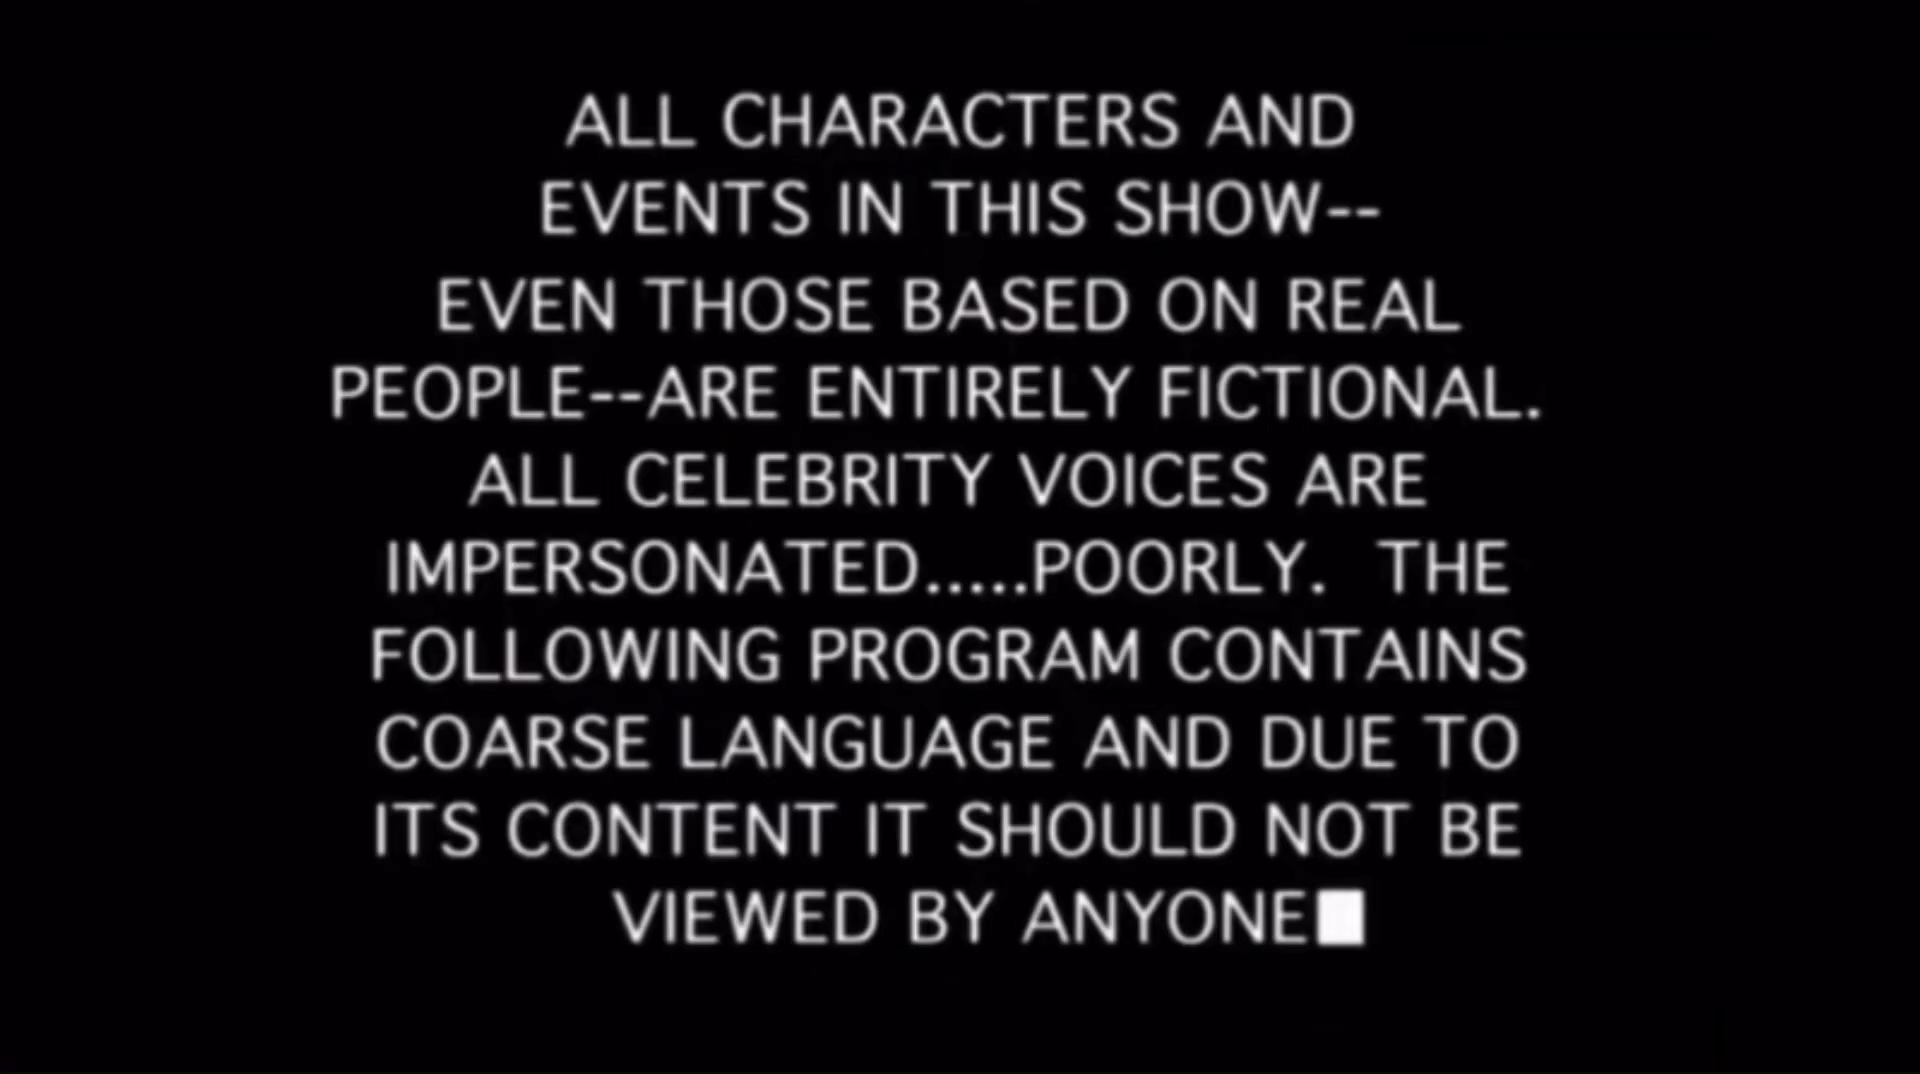 ALL CHARACTERS AND
EVENTS IN THIS SHOW--
EVEN THOSE BASED ON REAL
PEOPLE--ARE ENTIRELY FICTIONAL.
ALL CELEBRITY VOICES ARE
IMPERSONATED.....POORLY.  THE
FOLLOWING PROGRAM CONTAINS
COARSE LANGUAGE AND DUE TO
ITS CONTENT IT SHOULD NOT BE
VIEWED BY ANYONE■